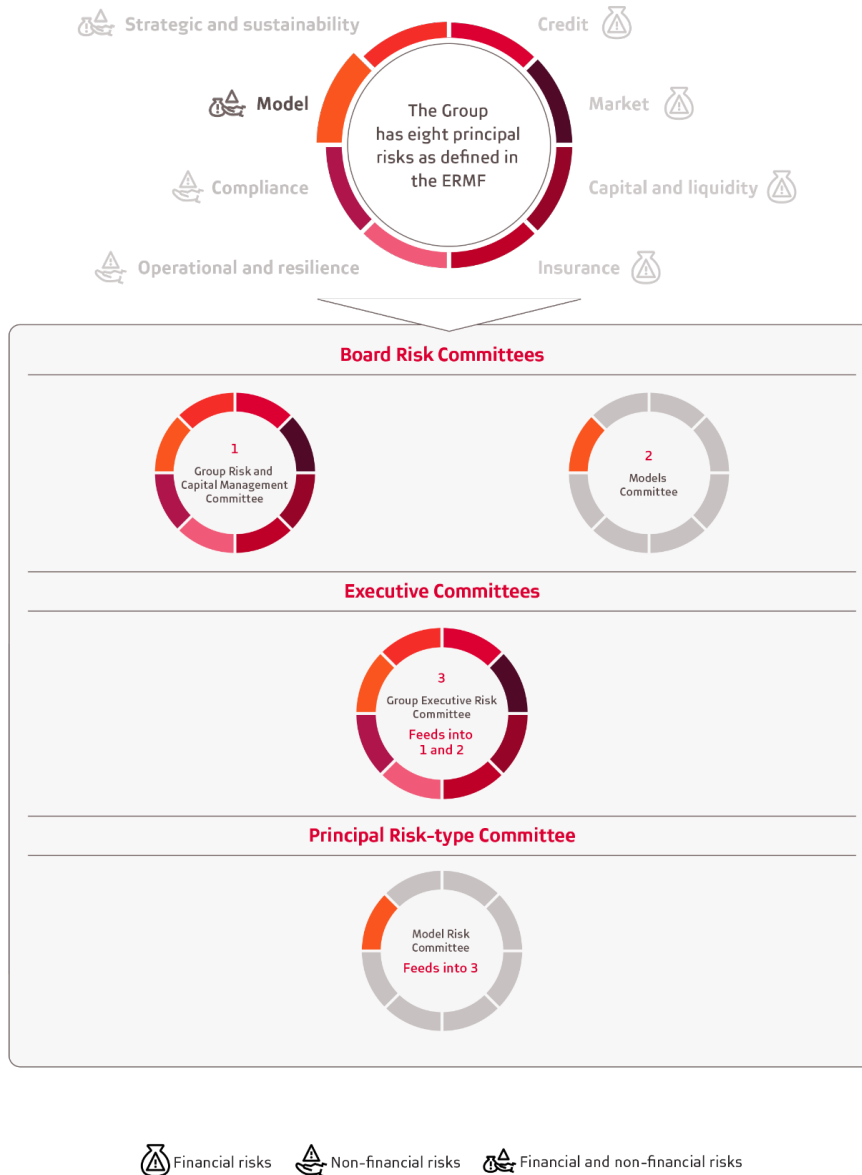 Strategic and sustainability
Credit
Model
Market
The Group
has eight principal
risks as defined in
the ERMF
Compliance
Capital and liquidity
Operational and resilience
Insurance
Board Risk Committees
1
Group Risk and
Capital Management
Committee
2
Models
Committee
Executive Committees
3
Group Executive Risk
Committee
Feeds into
1 and 2
Principal Risk-type Committee
Model Risk
Committee
Feeds into 3
Financial risks
Non-financial risks
Financial and non-financial risks